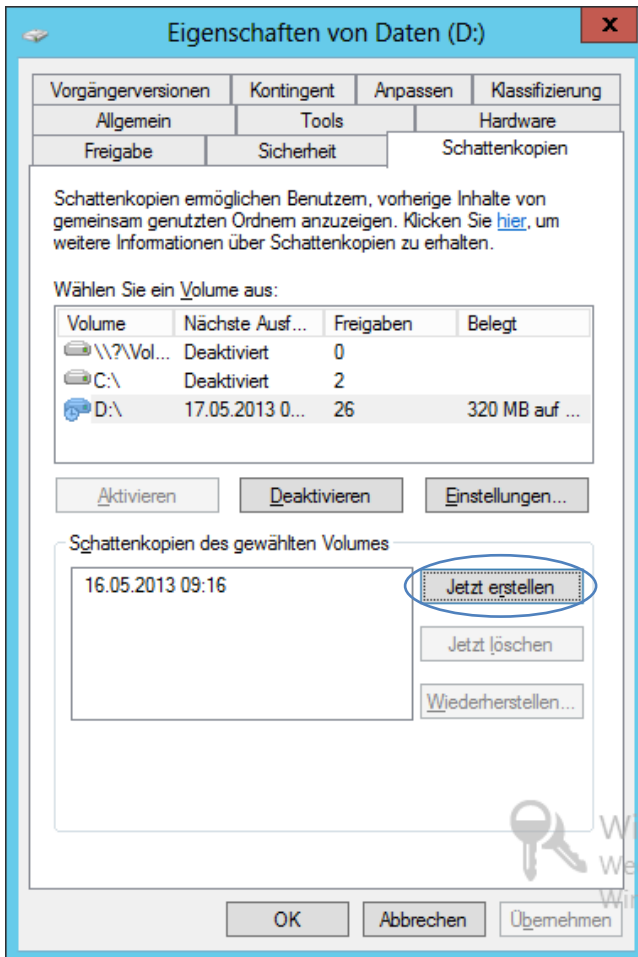 Eigenschaften von Daten (D:)
x
Vorgängerversionen Kontingent Anpassen Klassifizierung
Allgemein Tools Hardware
Freigabe Sicherheit Schattenkopien
Schattenkopien ermöglichen Benutzern, vorherige Inhalte von
gemeinsam genutzten Ordnern anzuzeigen. Klicken Sie hier, um
weitere Informationen über Schattenkopien zu erhalten.
Wählen Sie ein Volume aus:
Volume Nächste Ausf... Freigaben Belegt
\\?\Vol... Deaktiviert 0
C:\ Deaktiviert 2
D:\ 17.05.2013 0... 26 320 MB auf ...
Aktivieren Deaktivieren Einstellungen...
Schattenkopien des gewählten Volumes
16.05.2013 09:16 Jetzt erstellen
Jetzt löschen
Wiederherstellen...
Wi
We
Wir
OK Abbrechen Übernehmen